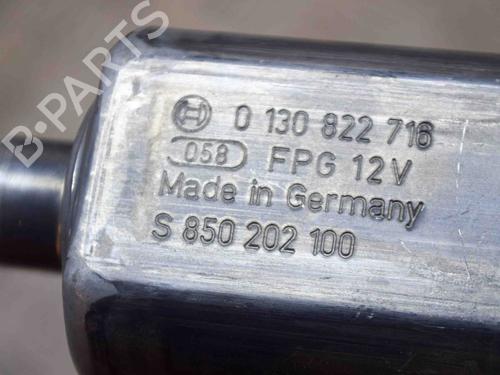 0 130 822 716
058 FPG 12V
Made in Germany
S 850 202 100
B-PARTS